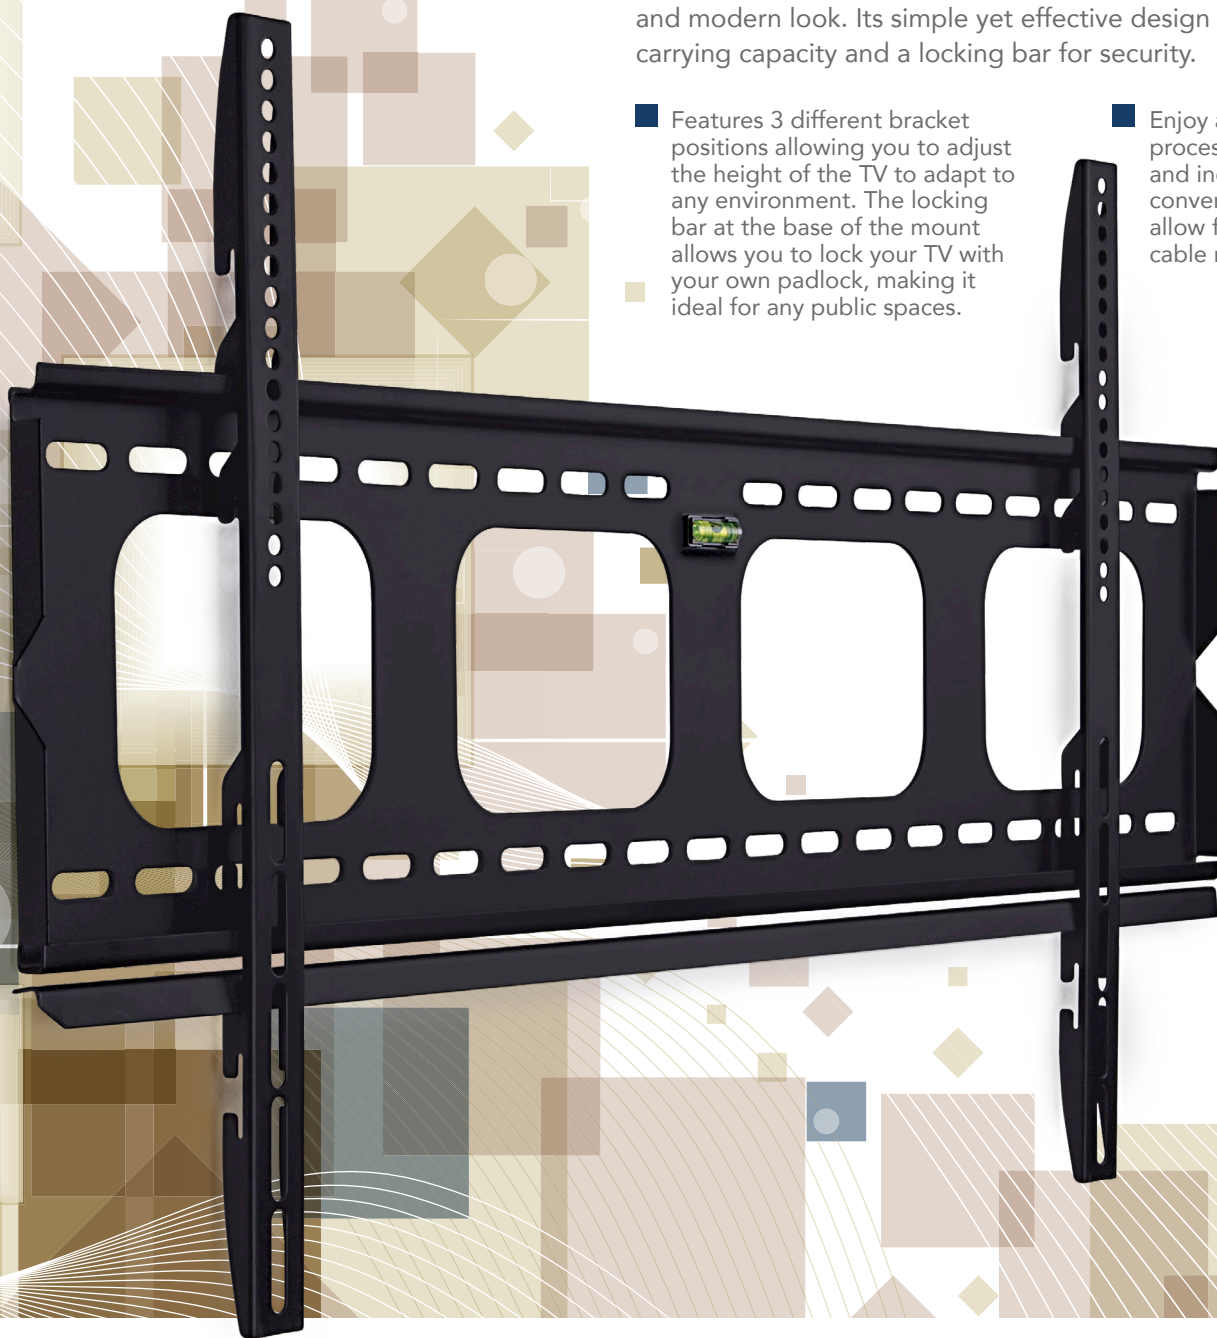 and modern look. Its simple yet effective design
carrying capacity and a locking bar for security.
Features 3 different bracket
positions allowing you to adjust
the height of the TV to adapt to
any environment. The locking
bar at the base of the mount
allows you to lock your TV with
your own padlock, making it
ideal for any public spaces.
Enjoy
and
allow
cable